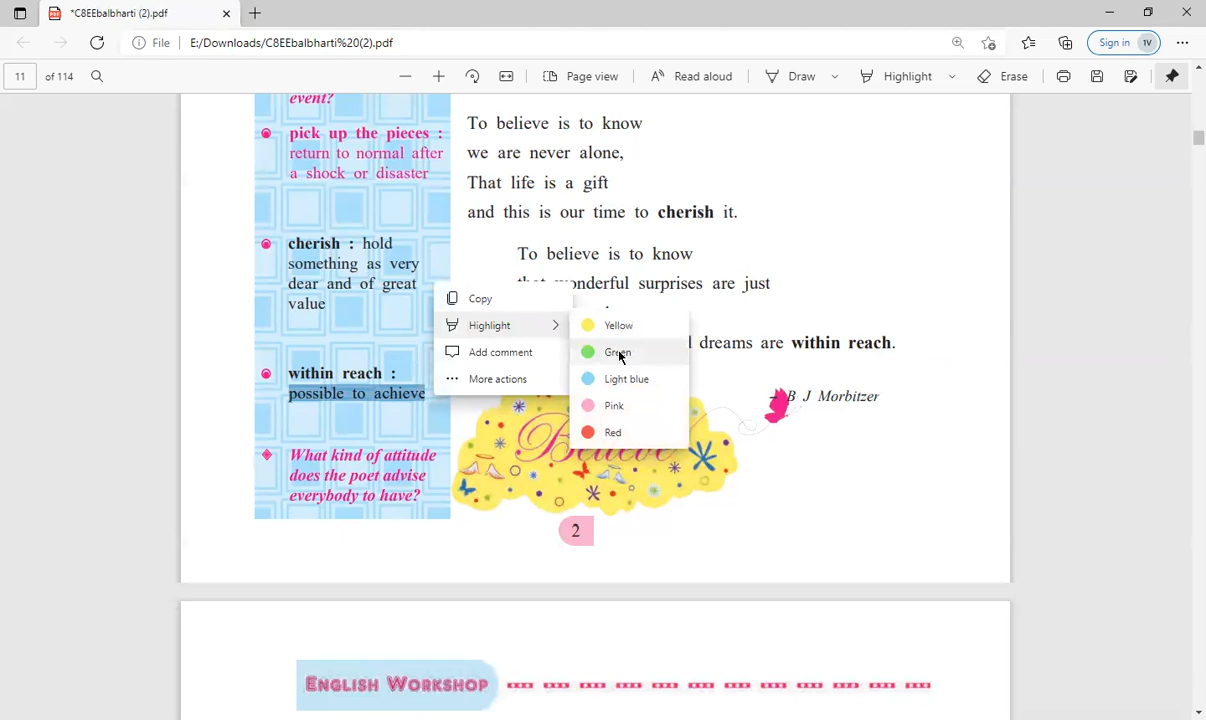 *C8EEbalbharti (2).pdf
File
E:/Downloads/C8EEbalbharti%20(2).pdf
Sign in
1V
11
of 114
Page view
Read aloud
Draw
Highlight
Erase
event?
pick up the pieces :
return to normal after
a shock or disaster
cherish : hold
something as very
dear and of great
value
within reach :
possible to achieve
What kind of attitude
does the poet advise
everybody to have?
To believe is to know
we are never alone,
That life is a gift
and this is our time to cherish it.
To believe is to know
that wonderful surprises are just
dreams are within reach.
– B J Morbitzer
Copy
Highlight
Add comment
More actions
Yellow
Green
Light blue
Pink
Red
Believe
2
English Workshop